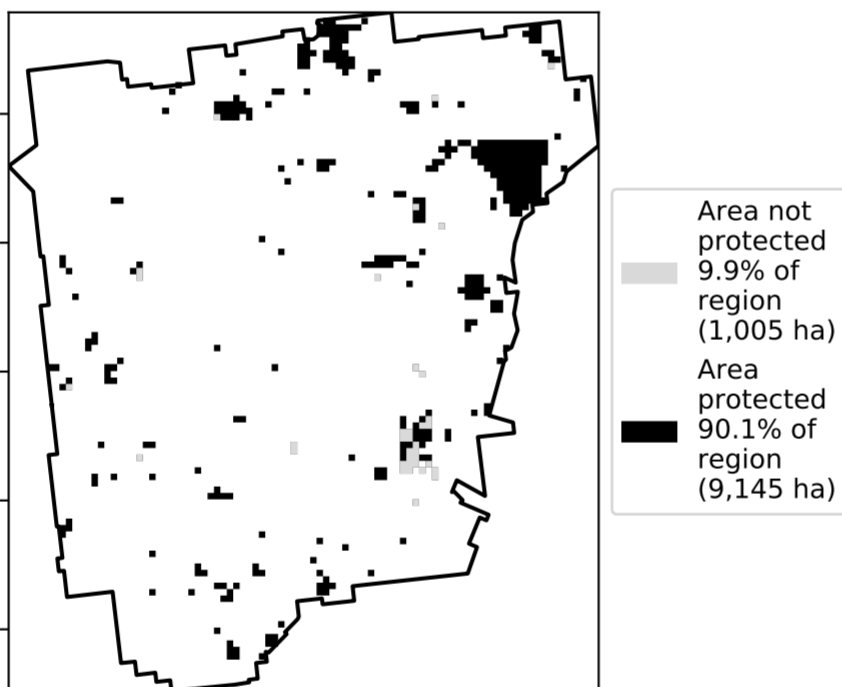 Area not
protected
9.9% of
region
(1,005 ha)
Area
protected
90.1% of
region
(9,145 ha)